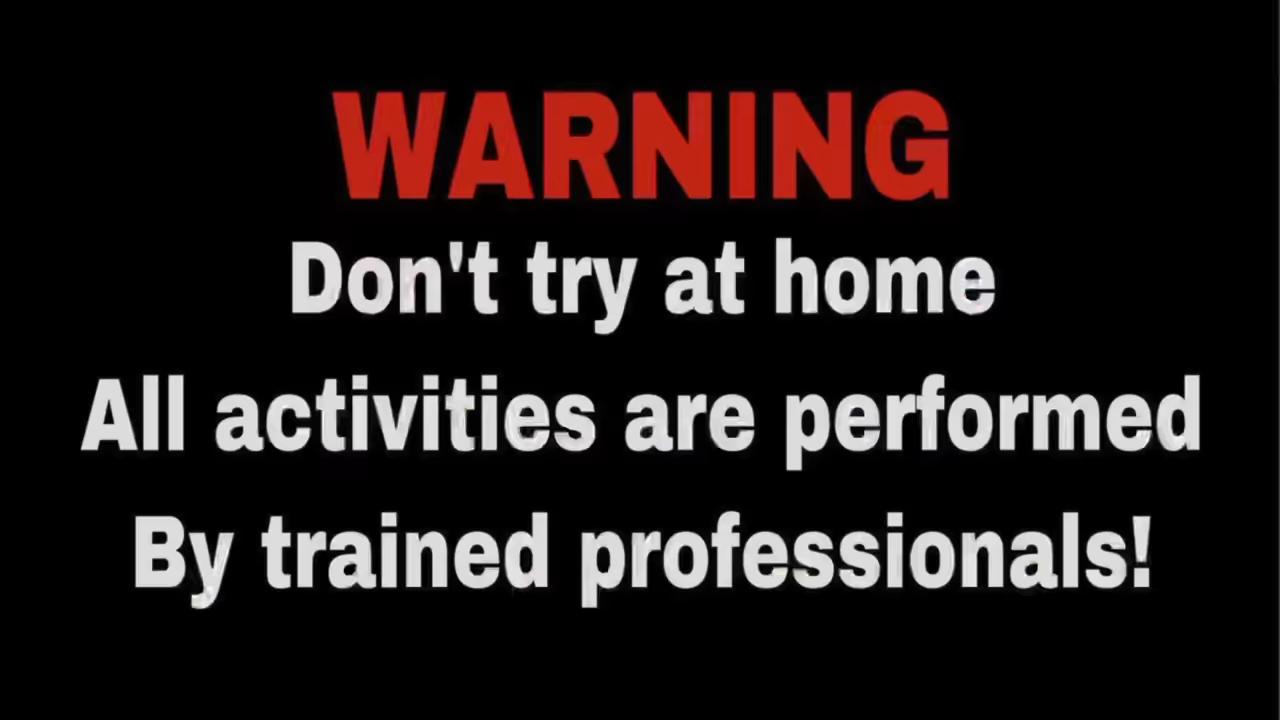 WARNING
Don't try at home
All activities are performed
By trained professionals!